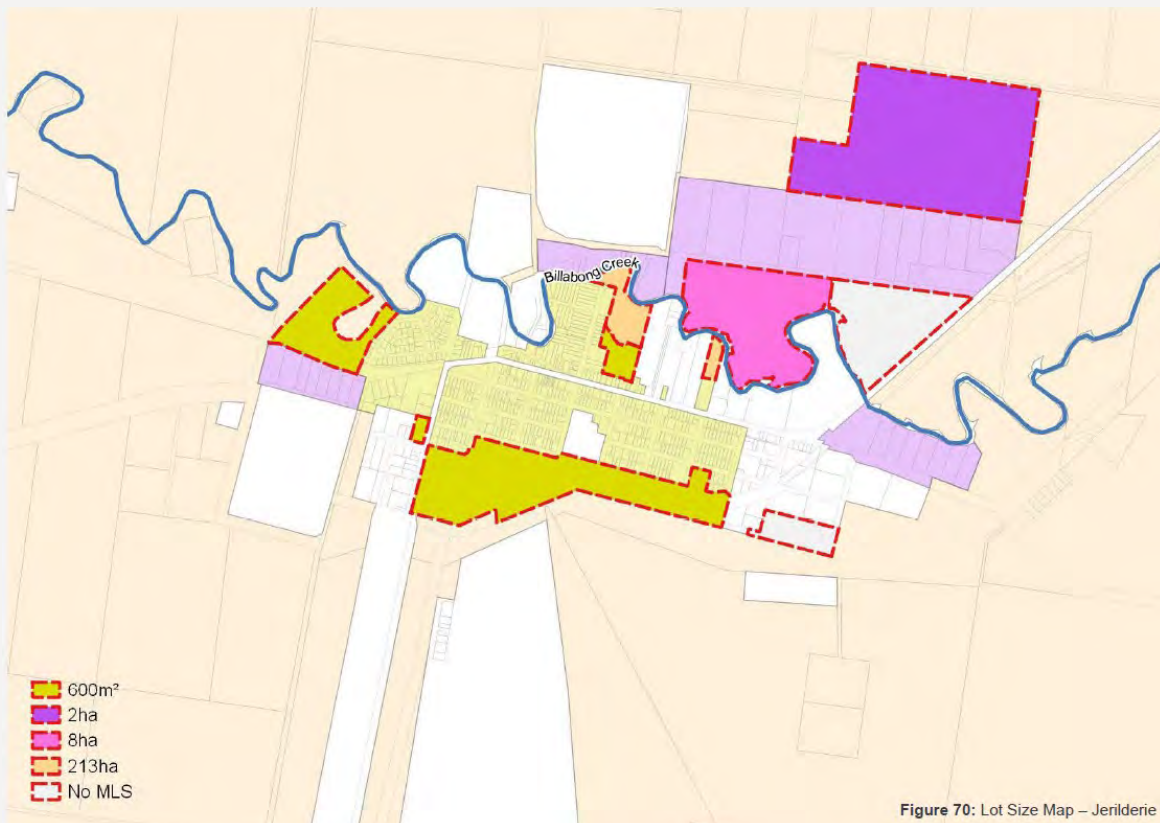 Billabong Creek
600m²
2ha
8ha
213ha
No MLS
Figure 70: Lot Size Map – Jerilderie